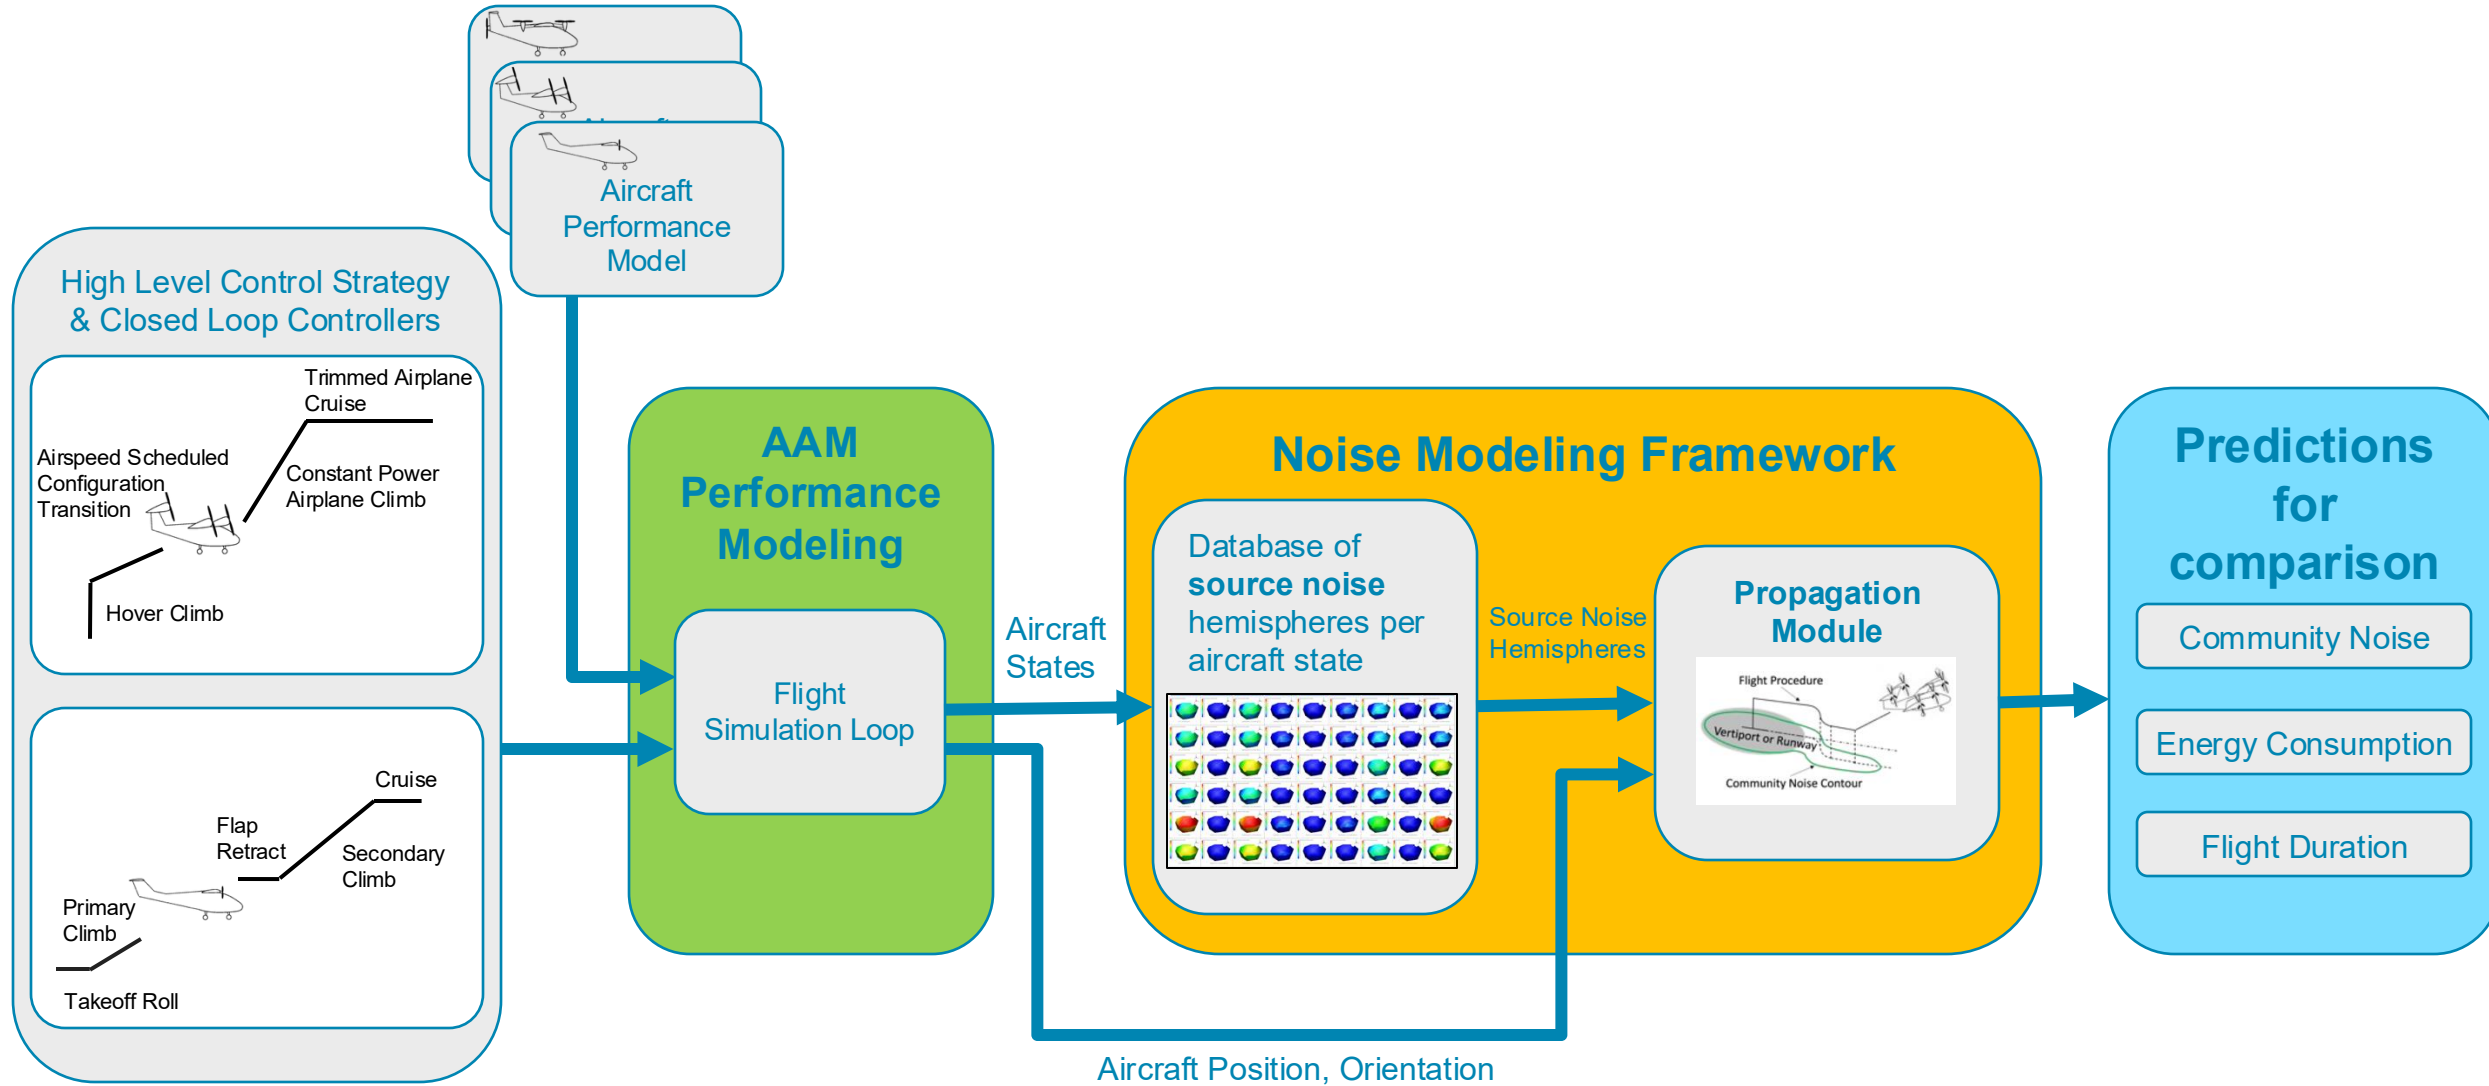 Aircraft
Performance
Model
High Level Control Strategy
& Closed Loop Controllers
Trimmed Airplane
Cruise
Airspeed Scheduled
Configuration
Transition
Constant Power
Airplane Climb
Hover Climb
Cruise
Flap
Retract
Secondary
Climb
Primary
Climb
Takeoff Roll
AAM
Performance
Modeling
Flight
Simulation Loop
Aircraft
States
Noise Modeling Framework
Database of
source noise
hemispheres per
aircraft state
Source Noise
Hemispheres
Propagation
Module
Flight Procedure
Vertiport or Runway
Community Noise Contour
Aircraft Position, Orientation
Predictions
for
comparison
Community Noise
Energy Consumption
Flight Duration